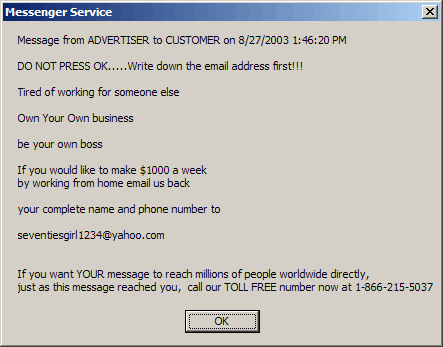 Messenger Service
Message from ADVERTISER to CUSTOMER on 8/27/2003 1:46:20 PM
DO NOT PRESS OK.....Write down the email address first!!!
Tired of working for someone else
Own Your Own business
be your own boss
If you would like to make $1000 a week
by working from home email us back
your complete name and phone number to
seventiesgirl1234@yahoo.com
If you want YOUR message to reach millions of people worldwide directly,
just as this message reached you, call our TOLL FREE number now at 1-866-215-5037
OK